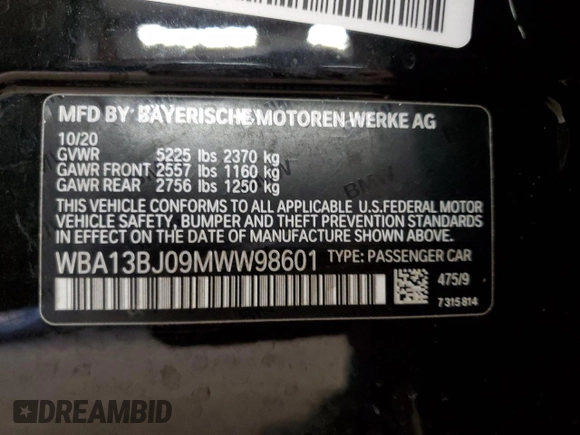 MFD BY BAYERISCHE MOTOREN WERKE AG
10/20
GVWR 5225 lbs 2370 kg
GAWR FRONT 2557 lbs 1160 kg
GAWR REAR 2756 lbs 1250 kg
THIS VEHICLE CONFORMS TO ALL APPLICABLE U.S.FEDERAL MOTOR
VEHICLE SAFETY, BUMPER AND THEFT PREVENTION STANDARDS
IN EFFECT ON THE DATE OF MANUFACTURE SHOWN ABOVE.
WBA13BJ09MWW98601 TYPE: PASSENGER CAR
475/9
7 315 814
DREAMBID